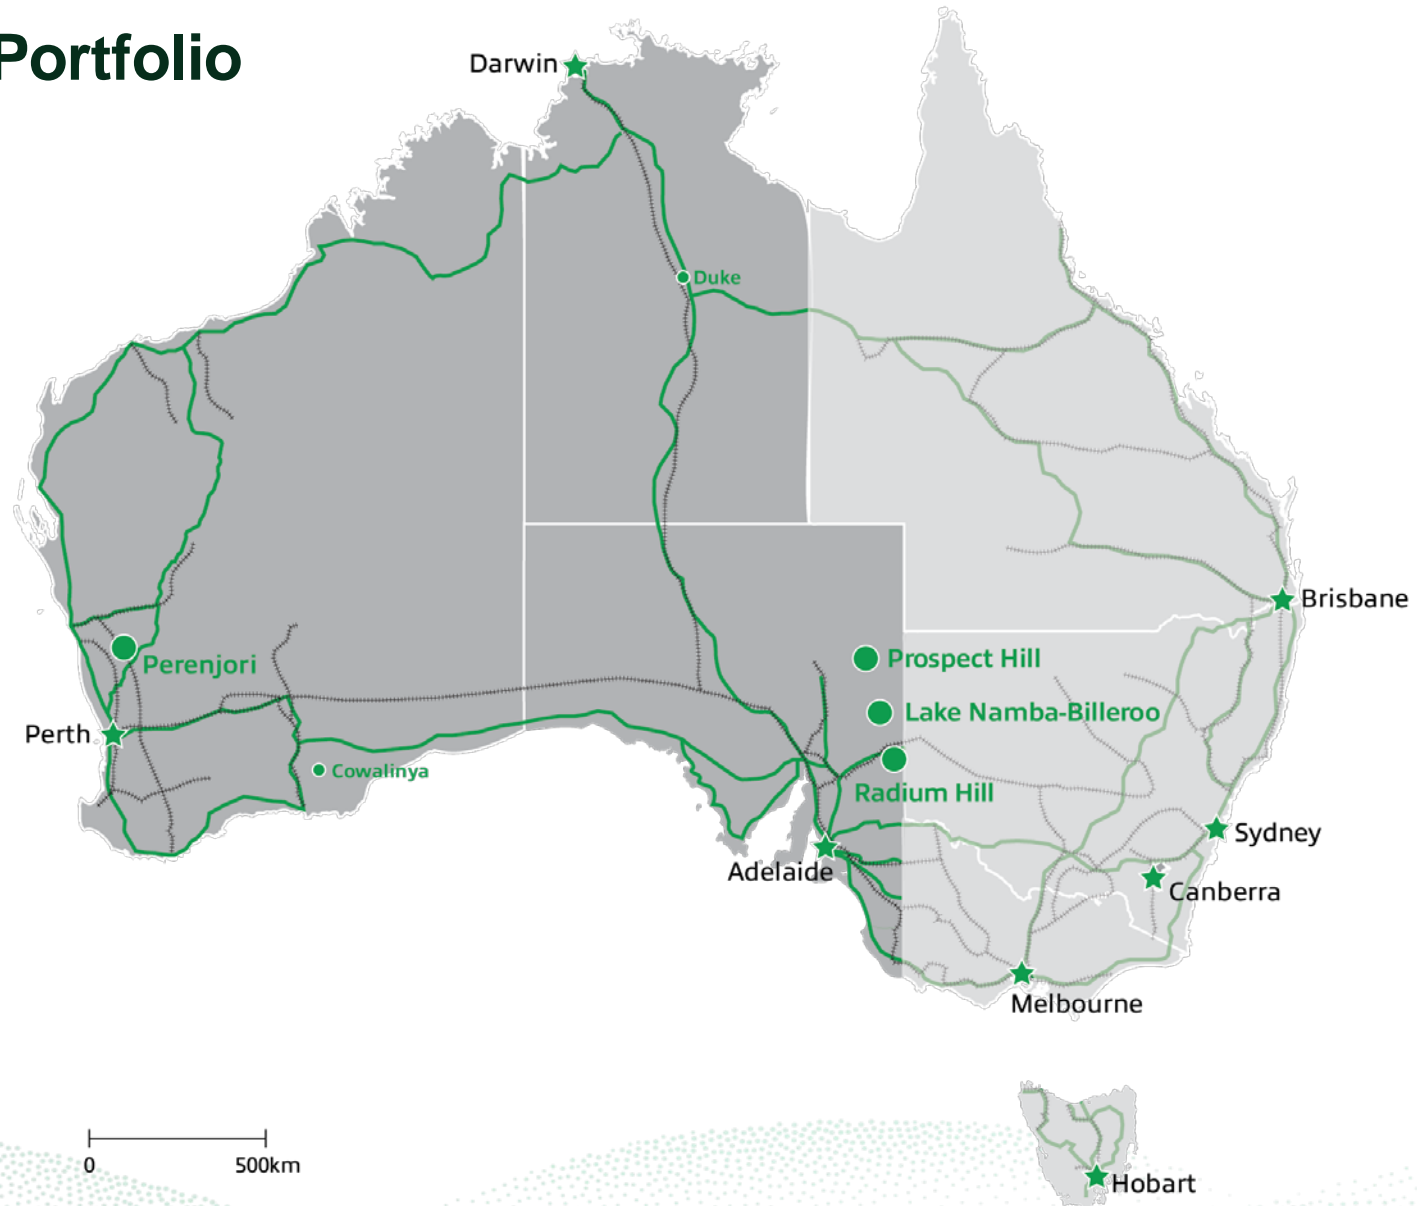 Portfolio
Darwin
Duke
Brisbane
Prospect Hill
Perenjori
Lake Namba-Billeroo
Perth
Cowalinya
Radium Hill
Sydney
Adelaide
Canberra
Melbourne
0 500km
Hobart